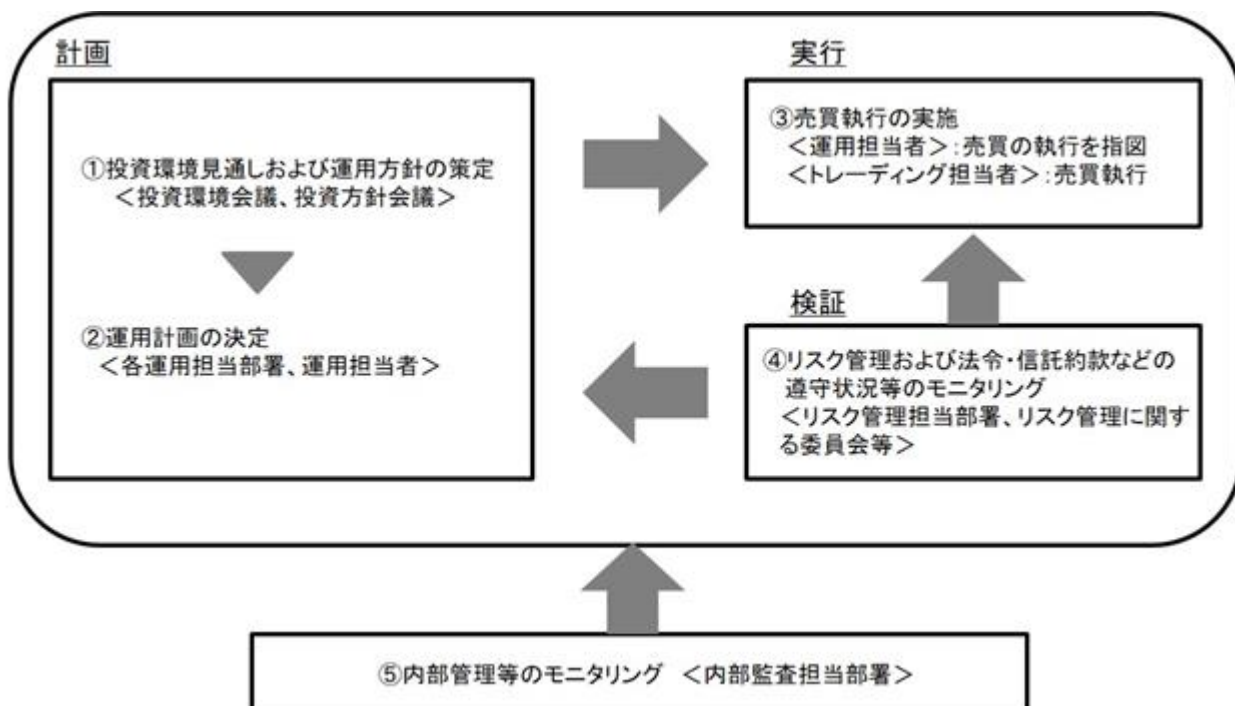 計画
①投資環境見通しおよび運用方針の策定
＜投資環境会議、投資方針会議＞
②運用計画の決定
＜各運用担当部署、運用担当者＞
実行
③売買執行の実施
＜運用担当者＞：売買の執行を指図
＜トレーディング担当者＞：売買執行
検証
④リスク管理および法令・信託約款などの
遵守状況等のモニタリング
＜リスク管理担当部署、リスク管理に関す
る委員会等＞
⑤内部管理等のモニタリング　＜内部監査担当部署＞